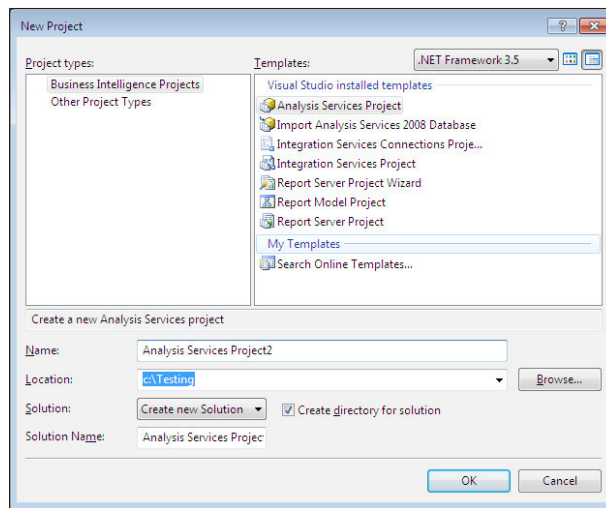 New Project
Project types:
Templates:
.NET Framework 3.5
Business Intelligence Projects
Other Project Types
Visual Studio installed templates
Analysis Services Project
Import Analysis Services 2008 Database
Integration Services Connections Proje...
Integration Services Project
Report Server Project Wizard
Report Model Project
Report Server Project
My Templates
Search Online Templates...
Create a new Analysis Services project
Name:
Analysis Services Project2
Location:
c:\Testing
Browse...
Solution:
Create new Solution
Create directory for solution
Solution Name:
Analysis Services Projec
OK
Cancel